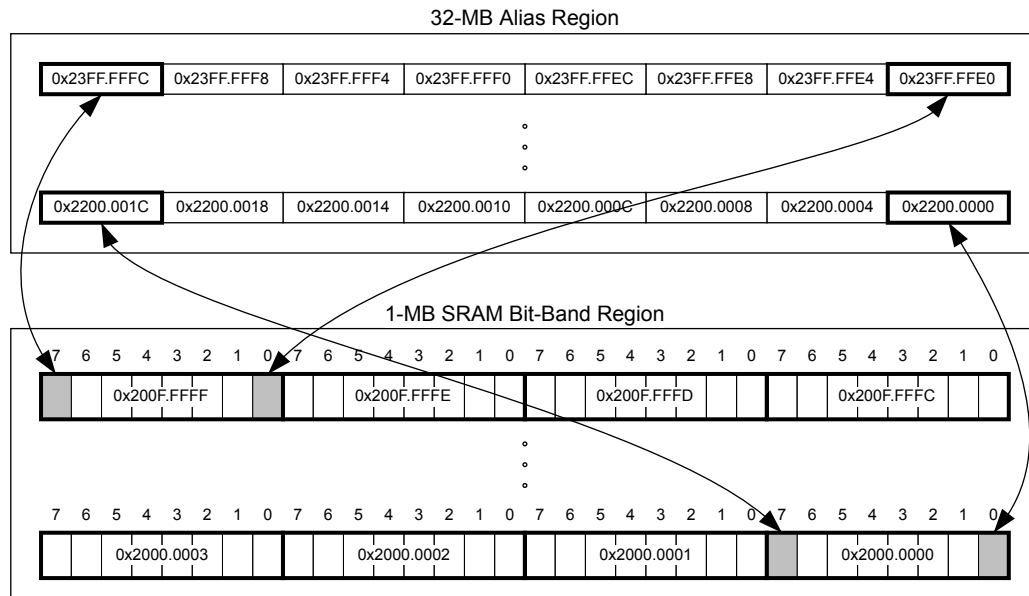 32-MB Alias Region
0x23FF.FFFC 0x23FF.FFF8 0x23FF.FFF4 0x23FF.FFF0 0x23FF.FFEC 0x23FF.FFE8 0x23FF.FFE4 0x23FF.FFE0
0x2200.001C 0x2200.0018 0x2200.0014 0x2200.0010 0x2200.000C 0x2200.0008 0x2200.0004 0x2200.0000
1-MB SRAM Bit-Band Region
7 6 5 4 3 2 1 0 7 6 5 4 3 2 1 0 7 6 5 4 3 2 1 0 7 6 5 4 3 2 1 0
0x200F.FFFF 0x200F.FFFE 0x200F.FFFD 0x200F.FFFC
7 6 5 4 3 2 1 0 7 6 5 4 3 2 1 0 7 6 5 4 3 2 1 0 7 6 5 4 3 2 1 0
0x2000.0003 0x2000.0002 0x2000.0001 0x2000.0000